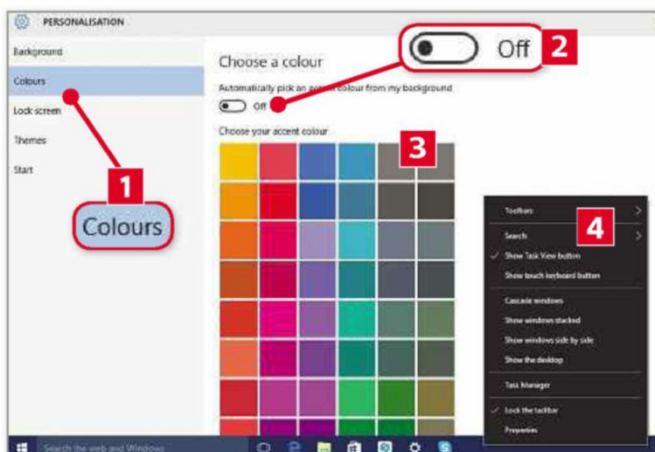 PERSONALISATION
Background
Colours
Lock screen
Themes
Start
1
Colours
Choose a colour
Automatically pick an accent colour from my background
Off
Off
2
Choose your accent colour
3
4
Toolbars
Search
Show Task View button
Show touch keyboard button
Cascade windows
Show windows stacked
Show windows side by side
Show the desktop
Task Manager
Lock the taskbar
Properties
Search the web and Windows